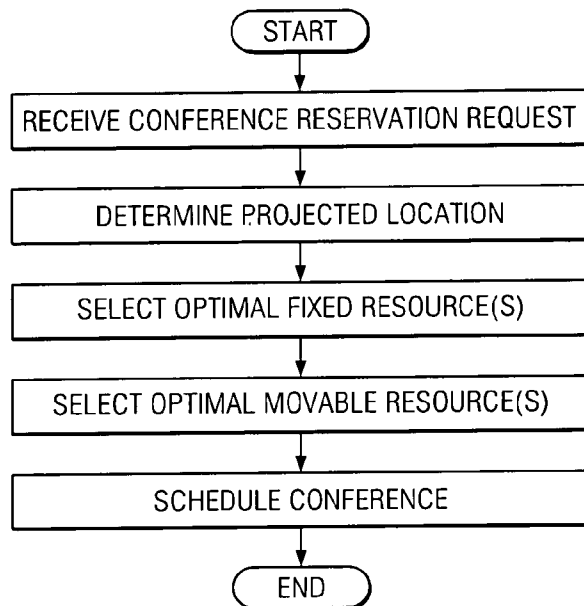 START
RECEIVE CONFERENCE RESERVATION REQUEST
DETERMINE PROJECTED LOCATION
SELECT OPTIMAL FIXED RESOURCE(S)
SELECT OPTIMAL MOVABLE RESOURCE(S)
SCHEDULE CONFERENCE
END